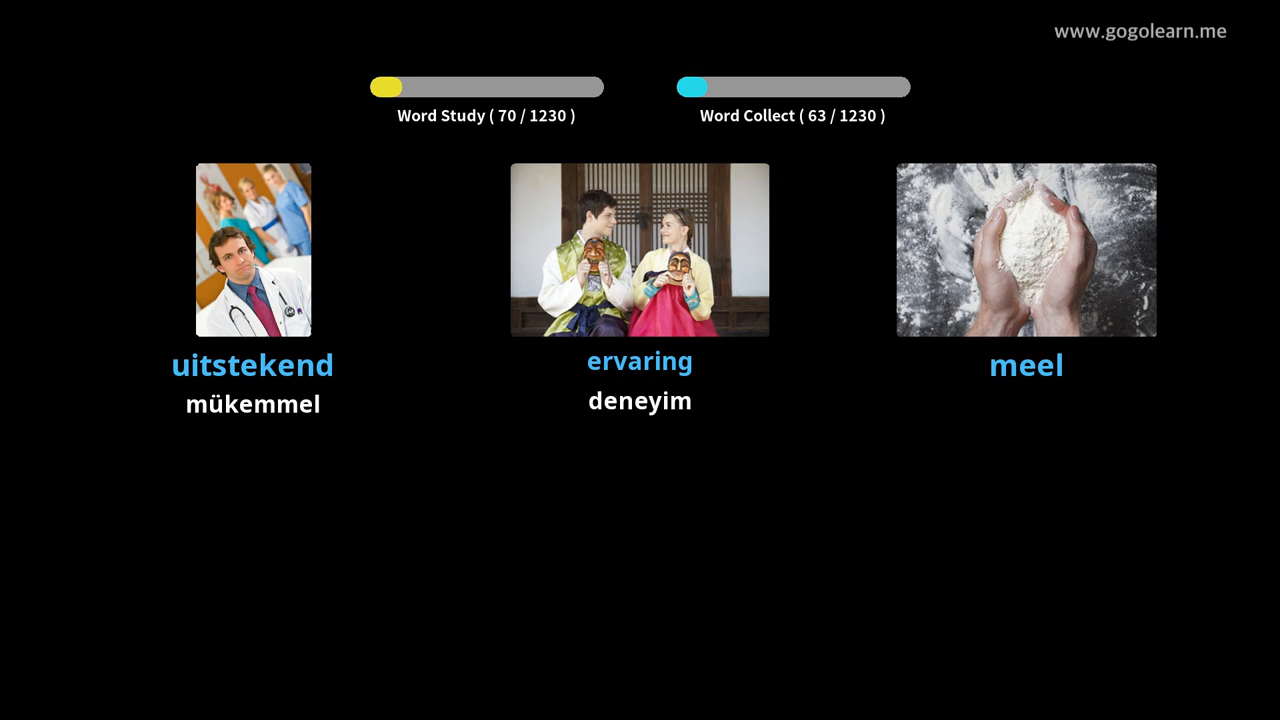 www.gogolearn.me
Word Study ( 70 / 1230 )
Word Collect ( 63 / 1230 )
uitstekend
mükemmel
ervaring
deneyim
meel